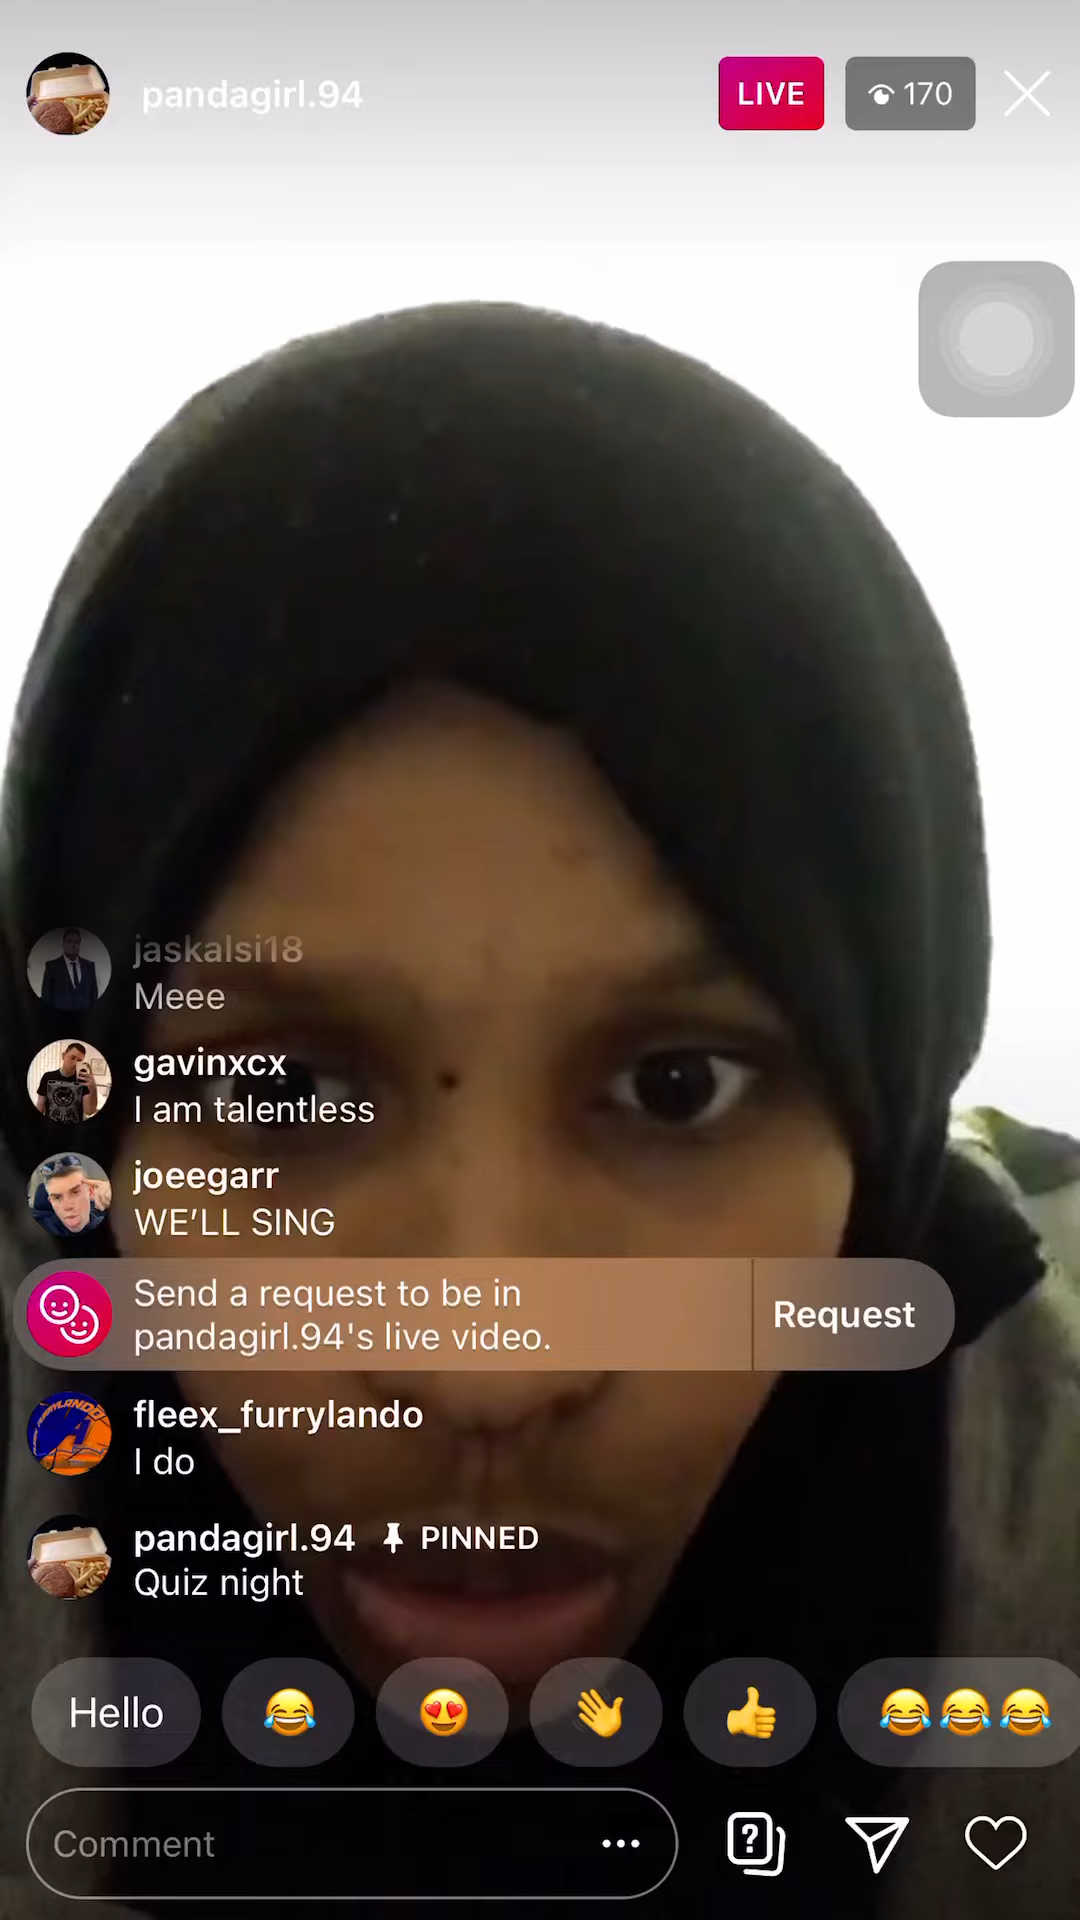 pandagirl.94
LIVE
170
jaskalsi18
Meee
gavinxcx
I am talentless
joeegarr
WE’LL SING
Send a request to be in
pandagirl.94's live video.
Request
fleex_furrylando
I do
pandagirl.94 PINNED
Quiz night
Hello
Comment